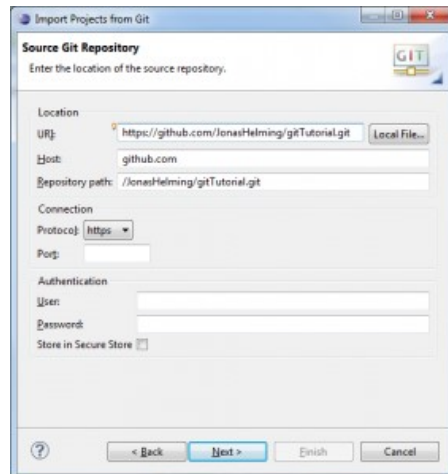 Import Projects from Git
Source Git Repository
Enter the location of the source repository.
GIT
Location
URI: https://github.com/JonasHelming/gitTutorial.git Local File...
Host: github.com
Repository path: /JonasHelming/gitTutorial.git
Connection
Protocol: https
Port:
Authentication
User:
Password:
Store in Secure Store
? < Back Next > Finish Cancel